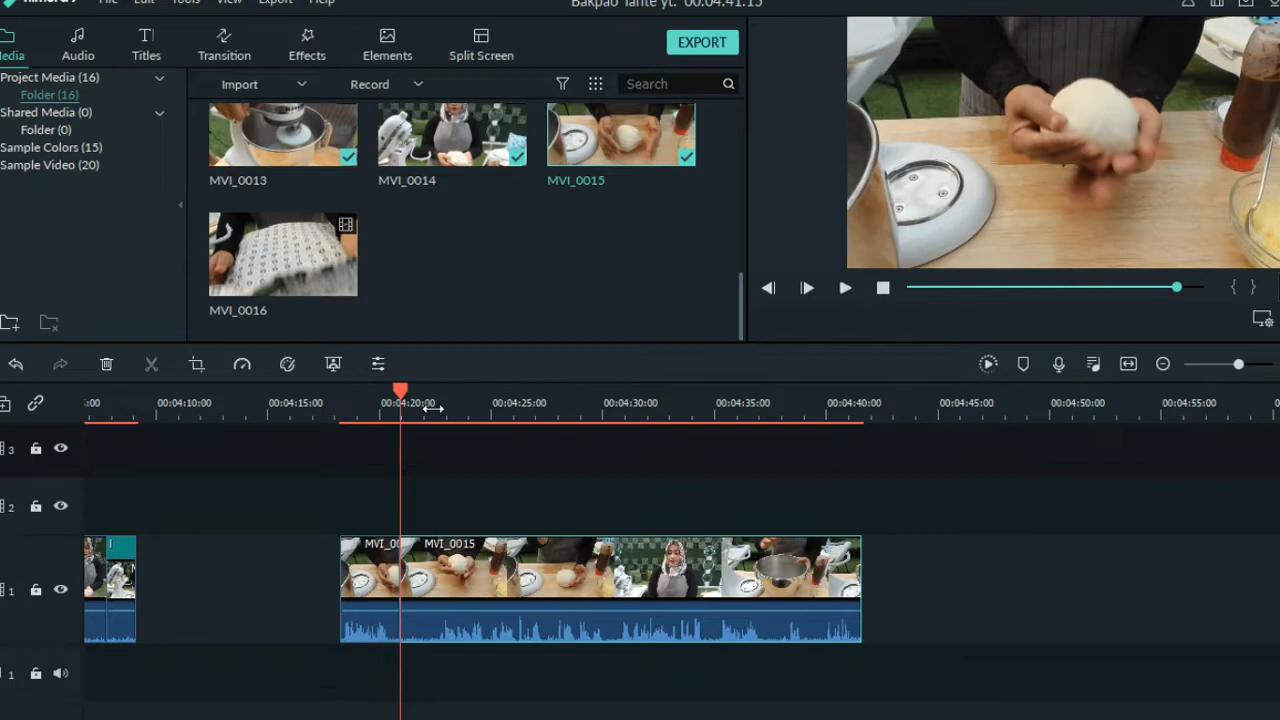 filmora9 File Edit Tools View Export Help
Bakpao Tante yt. 00:04:41:15
Media Audio Titles Transition Effects Elements Split Screen
EXPORT
Project Media (16)
Folder (16)
Shared Media (0)
Folder (0)
Sample Colors (15)
Sample Video (20)
Import Record Search
MVI_0013 MVI_0014 MVI_0015
MVI_0016
:00 00:04:10:00 00:04:15:00 00:04:20:00 00:04:25:00 00:04:30:00 00:04:35:00 00:04:40:00 00:04:45:00 00:04:50:00 00:04:55:00
3
2
MVI_00 MVI_0015
1
1